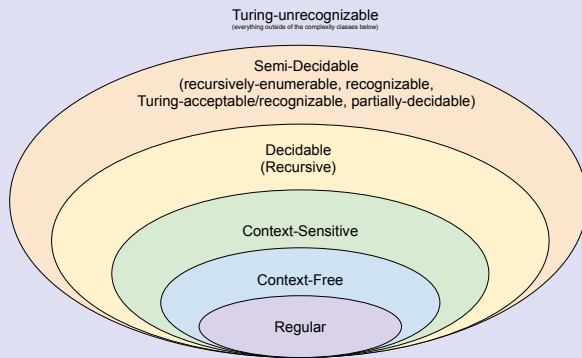 Turing-unrecognizable
(everything outside of the complexity classes below)
Semi-Decidable
(recursively-enumerable, recognizable,
Turing-acceptable/recognizable, partially-decidable)
Decidable
(Recursive)
Context-Sensitive
Context-Free
Regular